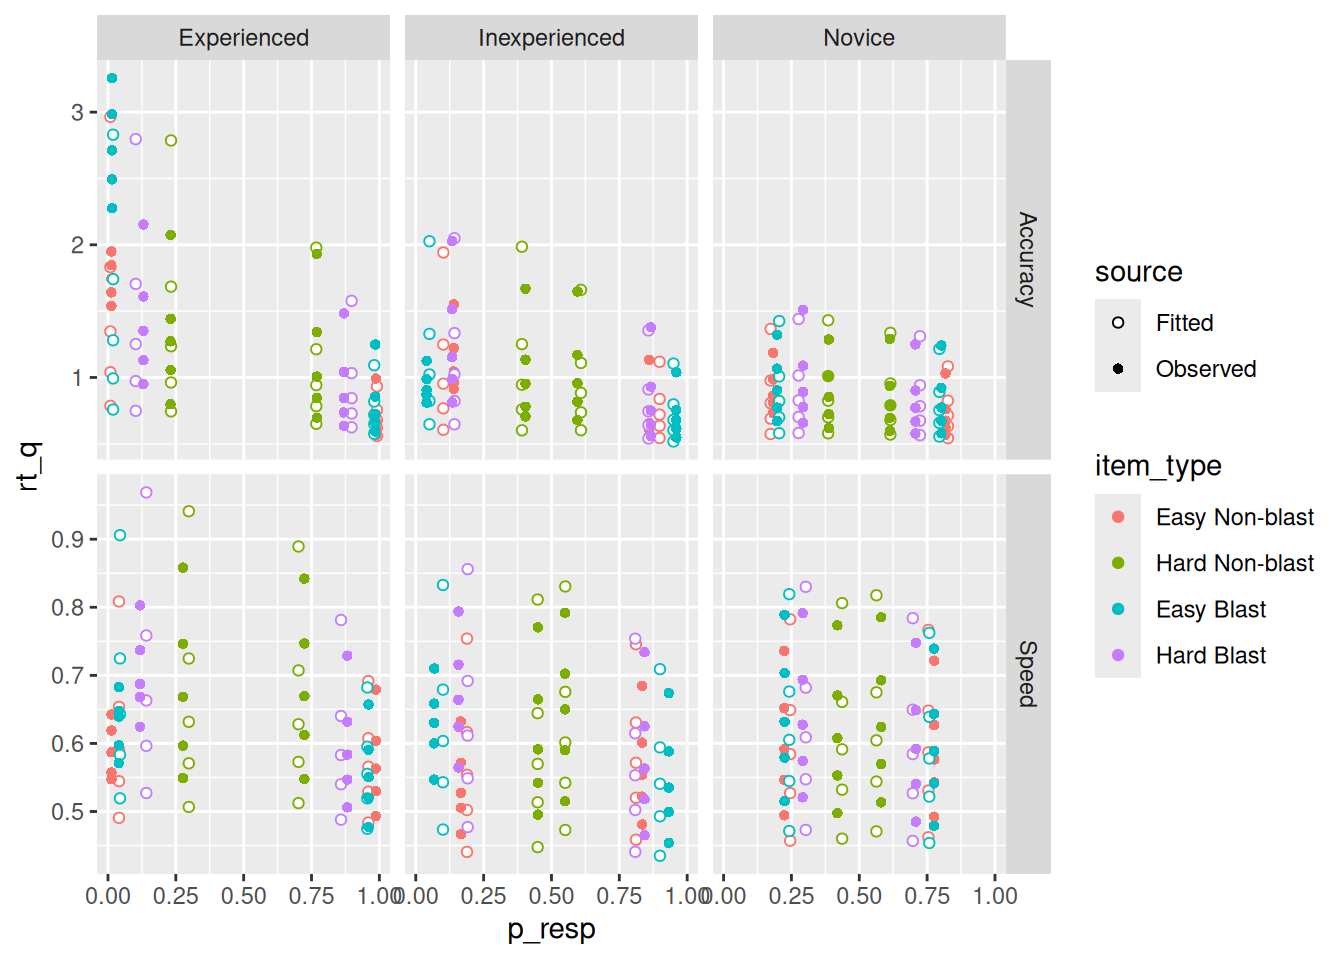 Experienced
Inexperienced
Novice
3
2
1
Accuracy
rt_q
0.9
0.8
0.7
0.6
0.5
Speed
0.00 0.25 0.50 0.75 1.00
0.00 0.25 0.50 0.75 1.00
0.00 0.25 0.50 0.75 1.00
p_resp
source
Fitted
Observed
item_type
Easy Non-blast
Hard Non-blast
Easy Blast
Hard Blast